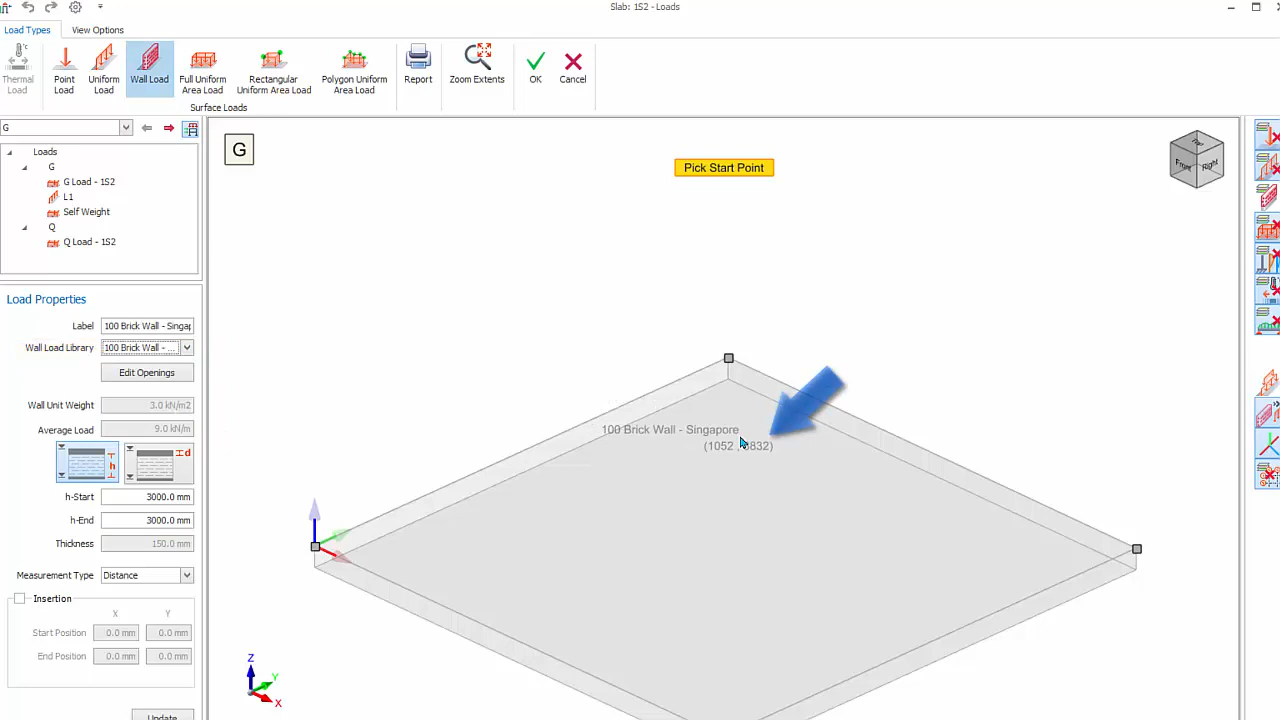 Slab: 1S2 - Loads
Load Types
View Options
Thermal Load
Point Load
Uniform Load
Wall Load
Full Uniform Area Load
Rectangular Uniform Area Load
Polygon Uniform Area Load
Report
Zoom Extents
OK
Cancel
Surface Loads
G
Loads
G
G Load - 1S2
L1
Self Weight
Q
Q Load - 1S2
Load Properties
Label 100 Brick Wall - Singap
Wall Load Library 100 Brick Wall - ...
Edit Openings
Wall Unit Weight 3.0 kN/m2
Average Load 9.0 kN/m
h
d
h-Start 3000.0 mm
h-End 3000.0 mm
Thickness 150.0 mm
Measurement Type Distance
Insertion
X Y
Start Position 0.0 mm 0.0 mm
End Position 0.0 mm 0.0 mm
Update
G
Pick Start Point
Top
Front
Right
100 Brick Wall - Singapore
(1052
832)
Z
Y
X